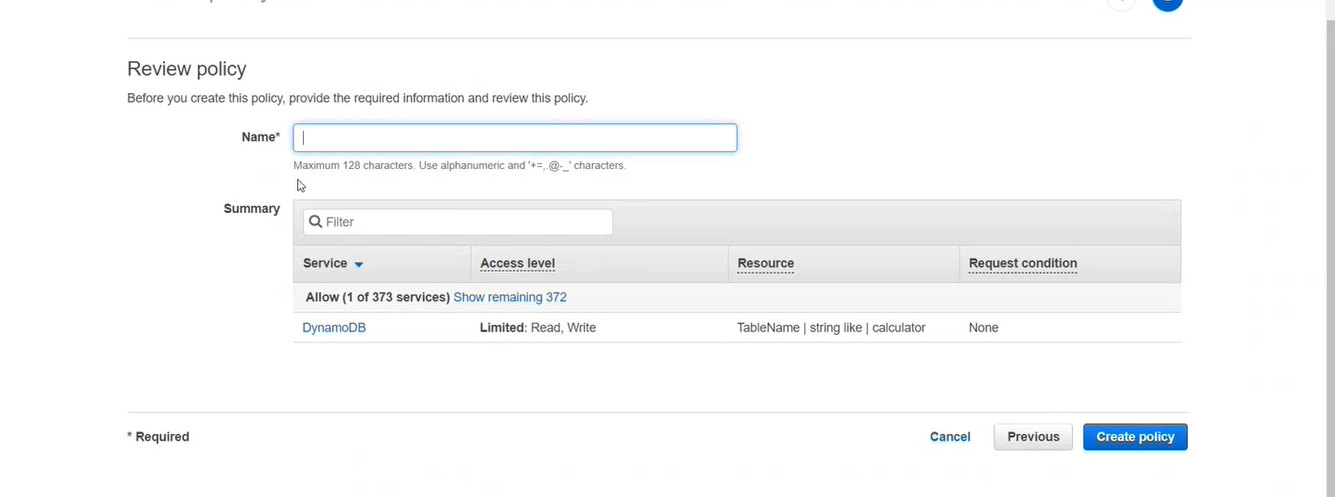 Review policy
Before you create this policy, provide the required information and review this policy.
Name*
Maximum 128 characters. Use alphanumeric and '+=,.@-_' characters.
Summary
Filter
Service Access level Resource Request condition
Allow (1 of 373 services) Show remaining 372
DynamoDB Limited: Read, Write TableName | string like | calculator None
* Required Cancel Previous Create policy